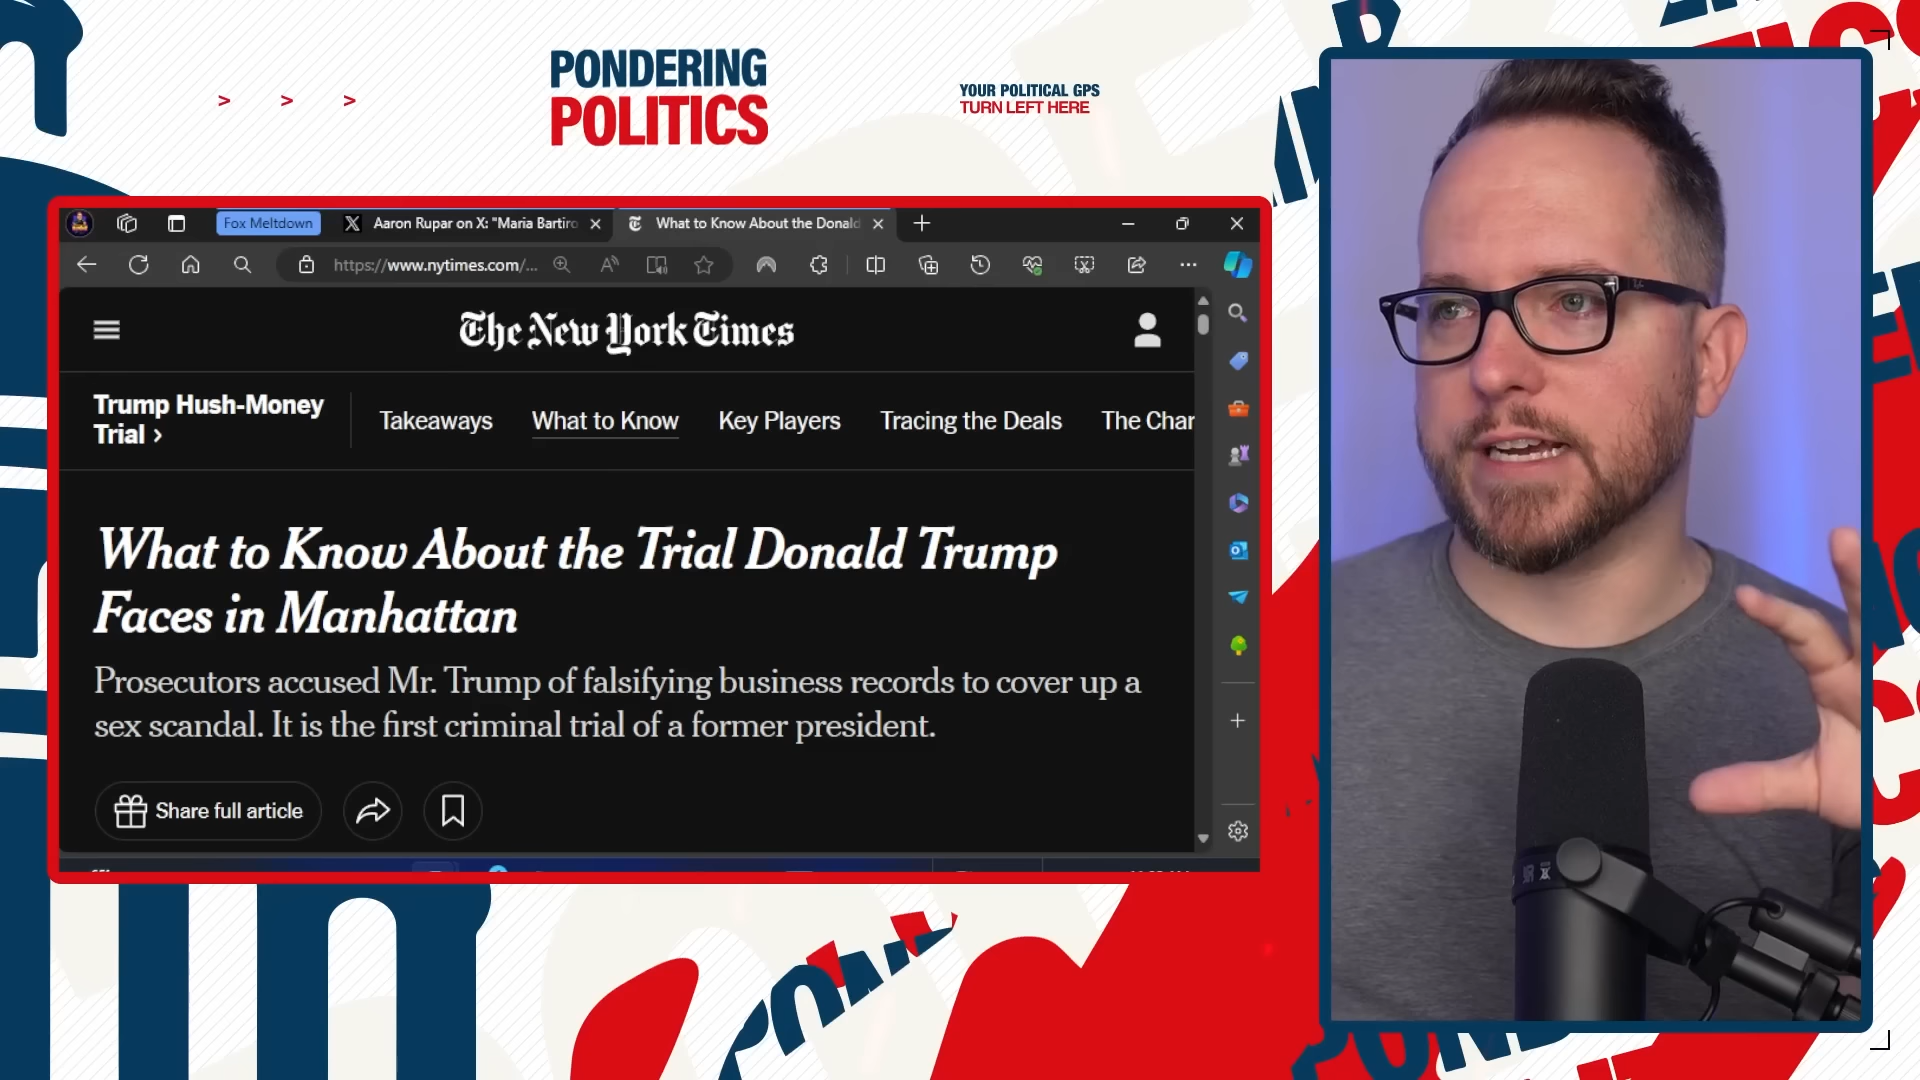 PONDERING
POLITICS
YOUR POLITICAL GPS
TURN LEFT HERE
Fox Meltdown
Aaron Rupar on X: "Maria Bartiro
What to Know About the Donald
https://www.nytimes.com/...
The New York Times
Trump Hush-Money
Trial >
Takeaways
What to Know
Key Players
Tracing the Deals
The Char
What to Know About the Trial Donald Trump
Faces in Manhattan
Prosecutors accused Mr. Trump of falsifying business records to cover up a
sex scandal. It is the first criminal trial of a former president.
Share full article